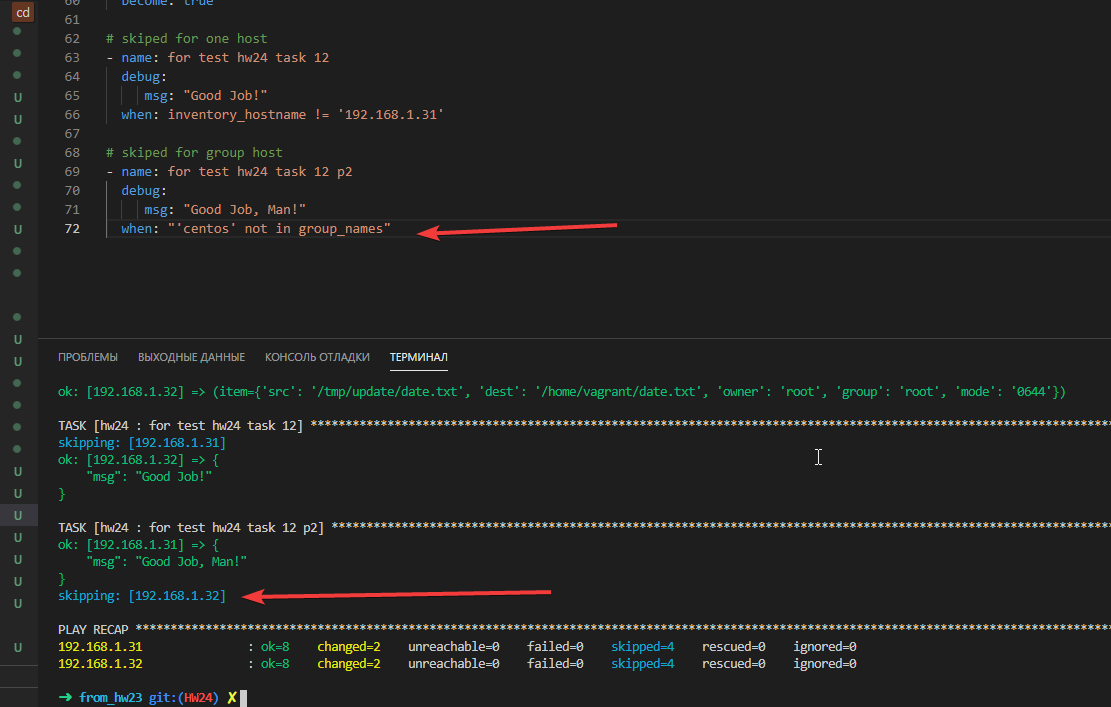 cd
60 become: true
61
62 # skiped for one host
63 - name: for test hw24 task 12
64 debug:
65 msg: "Good Job!"
66 when: inventory_hostname != '192.168.1.31'
67
68 # skiped for group host
69 - name: for test hw24 task 12 p2
70 debug:
71 msg: "Good Job, Man!"
72 when: "'centos' not in group_names"
U
U
U
U
U
U
U
U
U
U
U
U
U
U
ПРОБЛЕМЫ ВЫХОДНЫЕ ДАННЫЕ КОНСОЛЬ ОТЛАДКИ ТЕРМИНАЛ
ok: [192.168.1.32] => (item={'src': '/tmp/update/date.txt', 'dest': '/home/vagrant/date.txt', 'owner': 'root', 'group': 'root', 'mode': '0644'})
TASK [hw24 : for test hw24 task 12] ****************************************************************************************************************
skipping: [192.168.1.31]
ok: [192.168.1.32] => {
"msg": "Good Job!"
}
TASK [hw24 : for test hw24 task 12 p2] *************************************************************************************************************
ok: [192.168.1.31] => {
"msg": "Good Job, Man!"
}
skipping: [192.168.1.32]
PLAY RECAP *****************************************************************************************************************************************
192.168.1.31 : ok=8 changed=2 unreachable=0 failed=0 skipped=4 rescued=0 ignored=0
192.168.1.32 : ok=8 changed=2 unreachable=0 failed=0 skipped=4 rescued=0 ignored=0
➜ from_hw23 git:(HW24) ✗